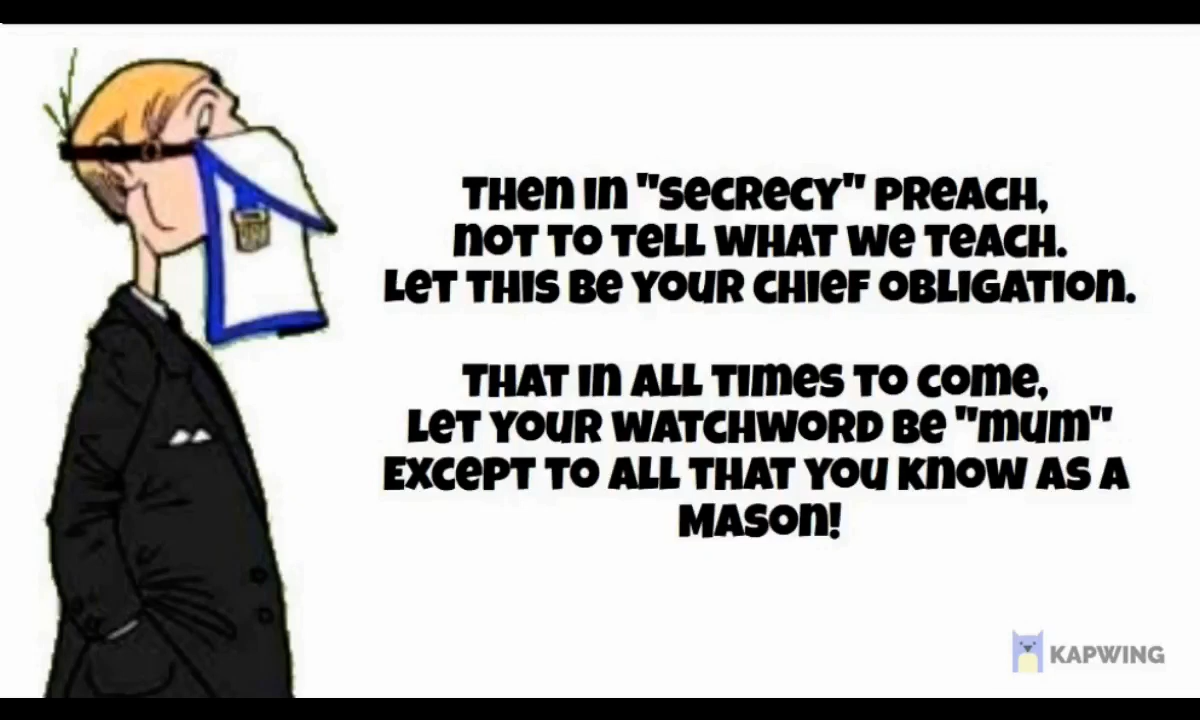 Then in "secrecy" preach,
not to tell what we teach.
Let this be your chief obligation.
That in all times to come,
Let your watchword be "mum"
Except to all that you know as a
Mason!
KAPWING